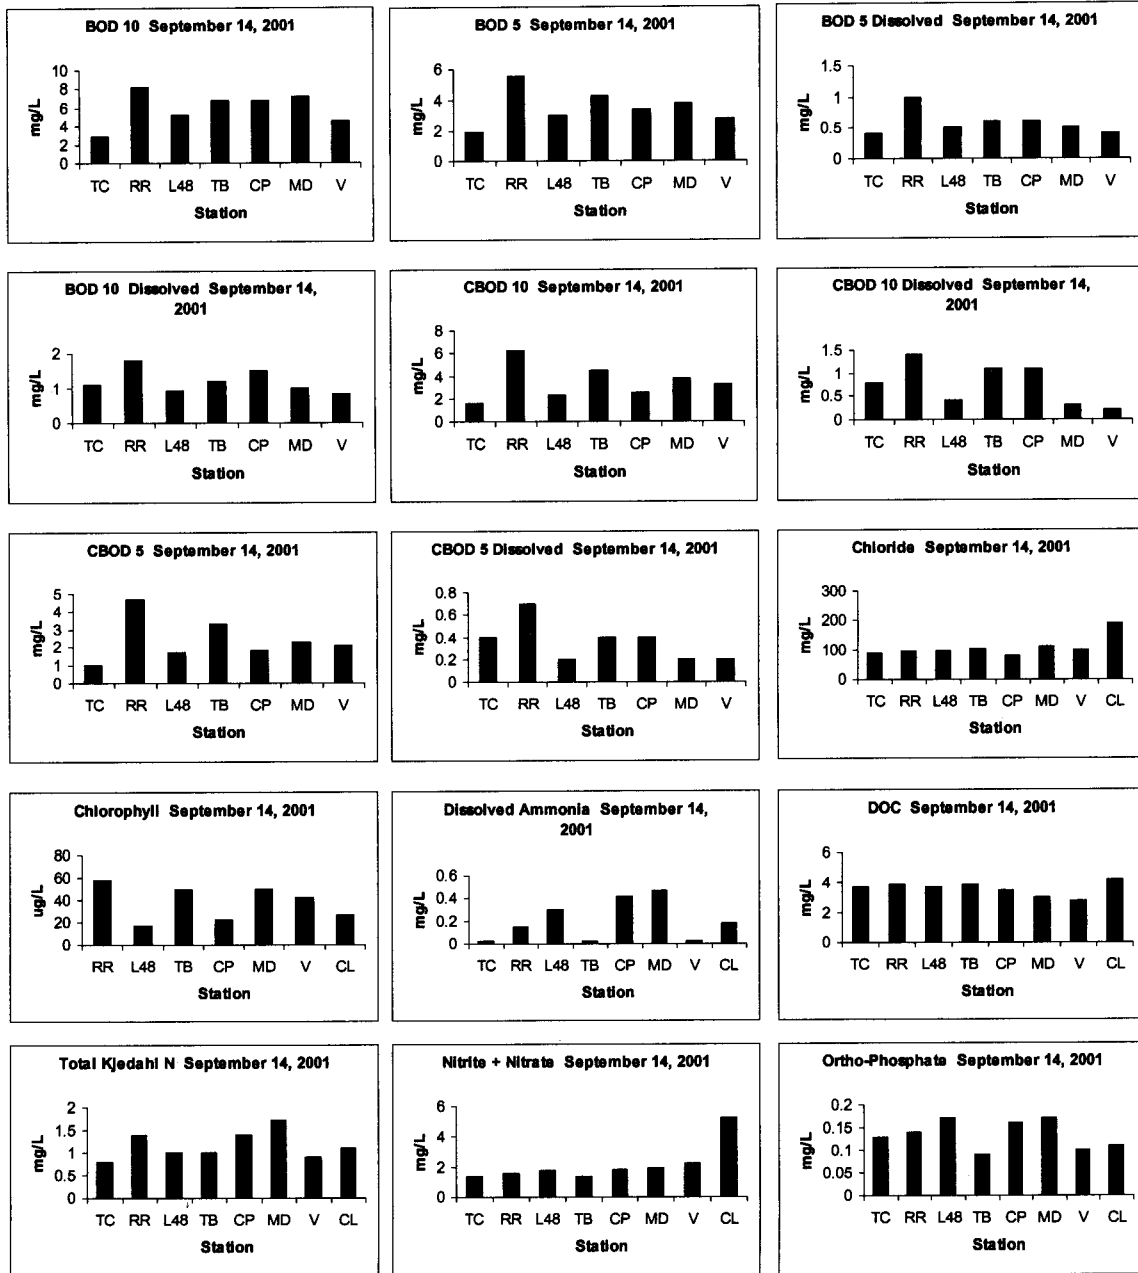 BOD 10 September 14, 2001
10
8
6
4
2
0
mg/L
TC RR L48 TB CP MD V
Station
BOD 5 September 14, 2001
6
4
2
0
mg/L
TC RR L48 TB CP MD V
Station
BOD 5 Dissolved September 14, 2001
1.5
1
0.5
0
mg/L
TC RR L48 TB CP MD V
Station
BOD 10 Dissolved September 14,
2001
2
1
0
mg/L
TC RR L48 TB CP MD V
Station
CBOD 10 September 14, 2001
8
6
4
2
0
mg/L
TC RR L48 TB CP MD V
Station
CBOD 10 Dissolved September 14,
2001
1.5
1
0.5
0
mg/L
TC RR L48 TB CP MD V
Station
CBOD 5 September 14, 2001
5
4
3
2
1
0
mg/L
TC RR L48 TB CP MD V
Station
CBOD 5 Dissolved September 14, 2001
0.8
0.6
0.4
0.2
0
mg/L
TC RR L48 TB CP MD V
Station
Chloride September 14, 2001
300
200
100
0
mg/L
TC RR L48 TB CP MD V CL
Station
Chlorophyll September 14, 2001
80
60
40
20
0
ug/L
RR L48 TB CP MD V CL
Station
Dissolved Ammonia September 14,
2001
0.6
0.4
0.2
0
mg/L
TC RR L48 TB CP MD V CL
Station
DOC September 14, 2001
6
4
2
0
mg/L
TC RR L48 TB CP MD V CL
Station
Total Kjedahl N September 14, 2001
2
1.5
1
0.5
0
mg/L
TC RR L48 TB CP MD V CL
Station
Nitrite + Nitrate September 14, 2001
6
4
2
0
mg/L
TC RR L48 TB CP MD V CL
Station
Ortho-Phosphate September 14, 2001
0.2
0.15
0.1
0.05
0
mg/L
TC RR L48 TB CP MD V CL
Station